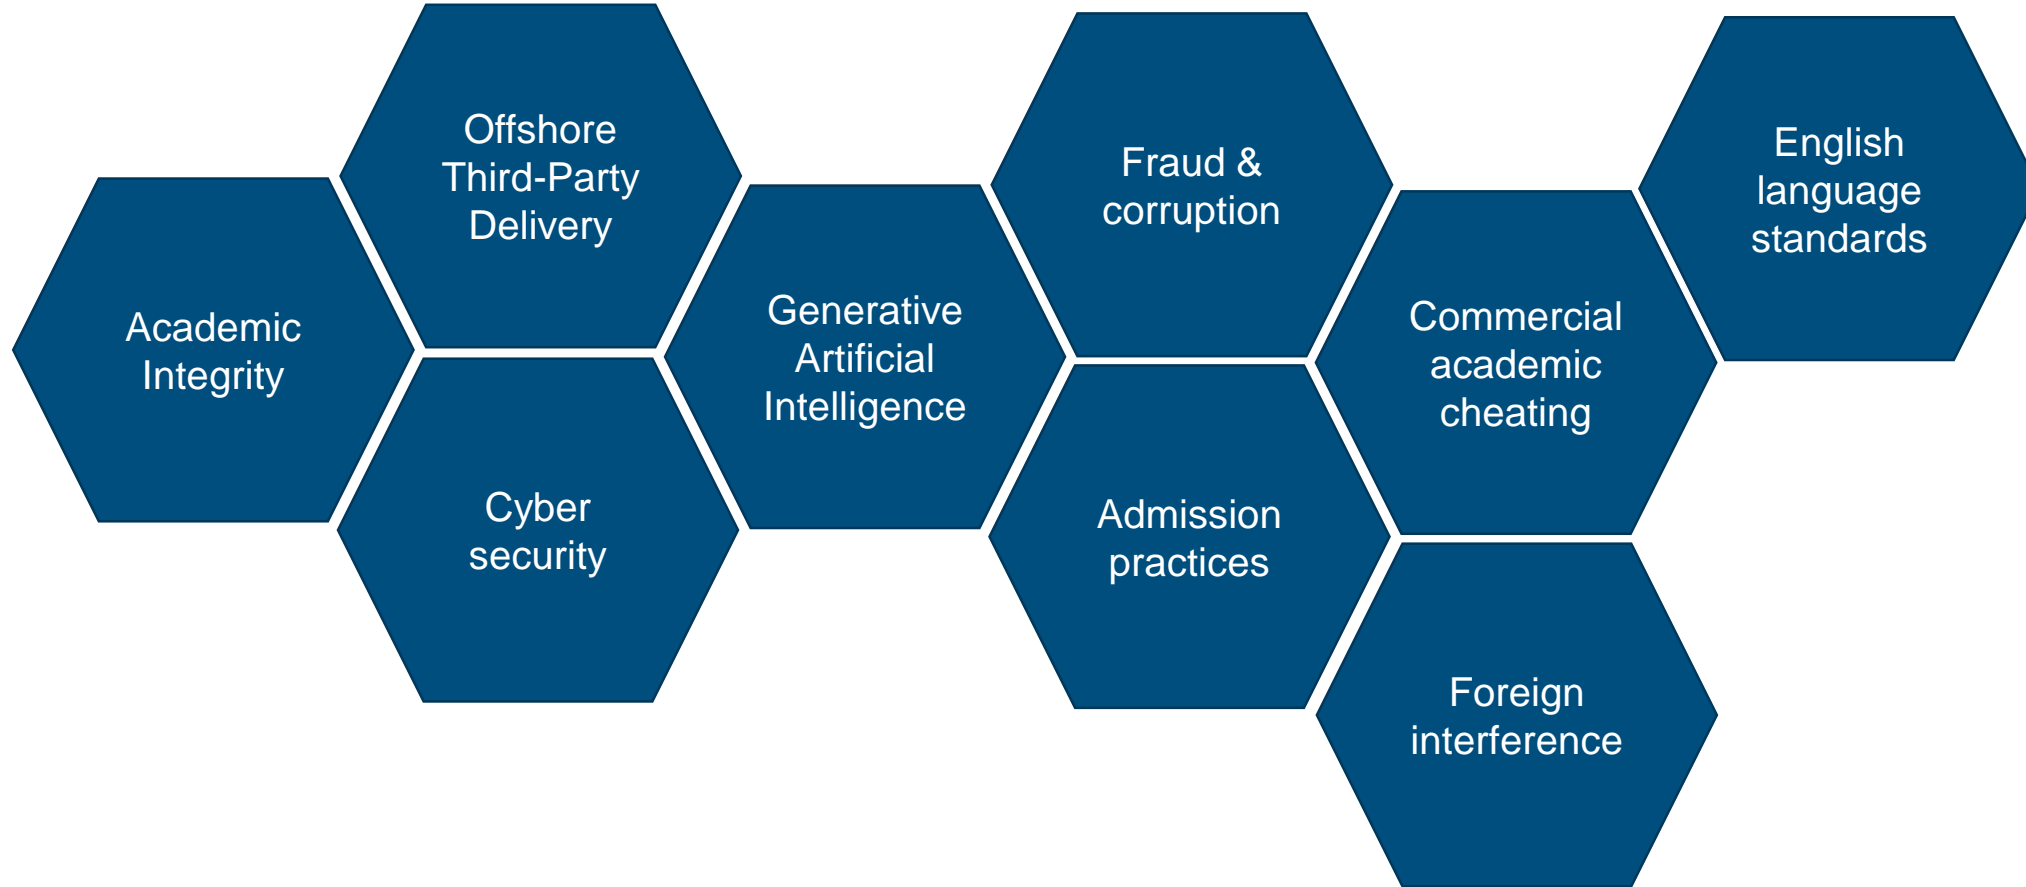 Academic
Integrity
Offshore
Third-Party
Delivery
Cyber
security
Generative
Artificial
Intelligence
Fraud &
corruption
Admission
practices
Commercial
academic
cheating
Foreign
interference
English
language
standards